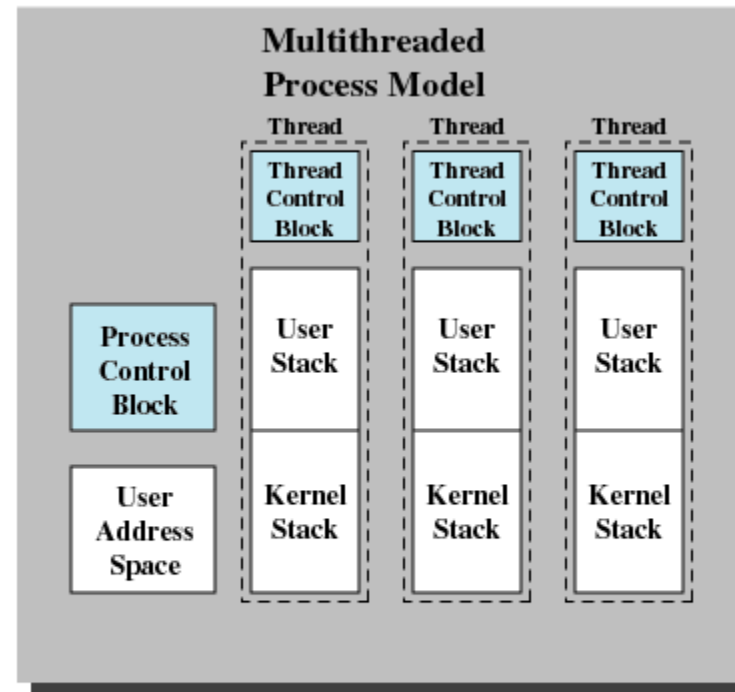 Multithreaded
Process Model
Thread
Thread
Control
Block
User
Stack
Kernel
Stack
Thread
Thread
Control
Block
User
Stack
Kernel
Stack
Thread
Thread
Control
Block
User
Stack
Kernel
Stack
Process
Control
Block
User
Address
Space